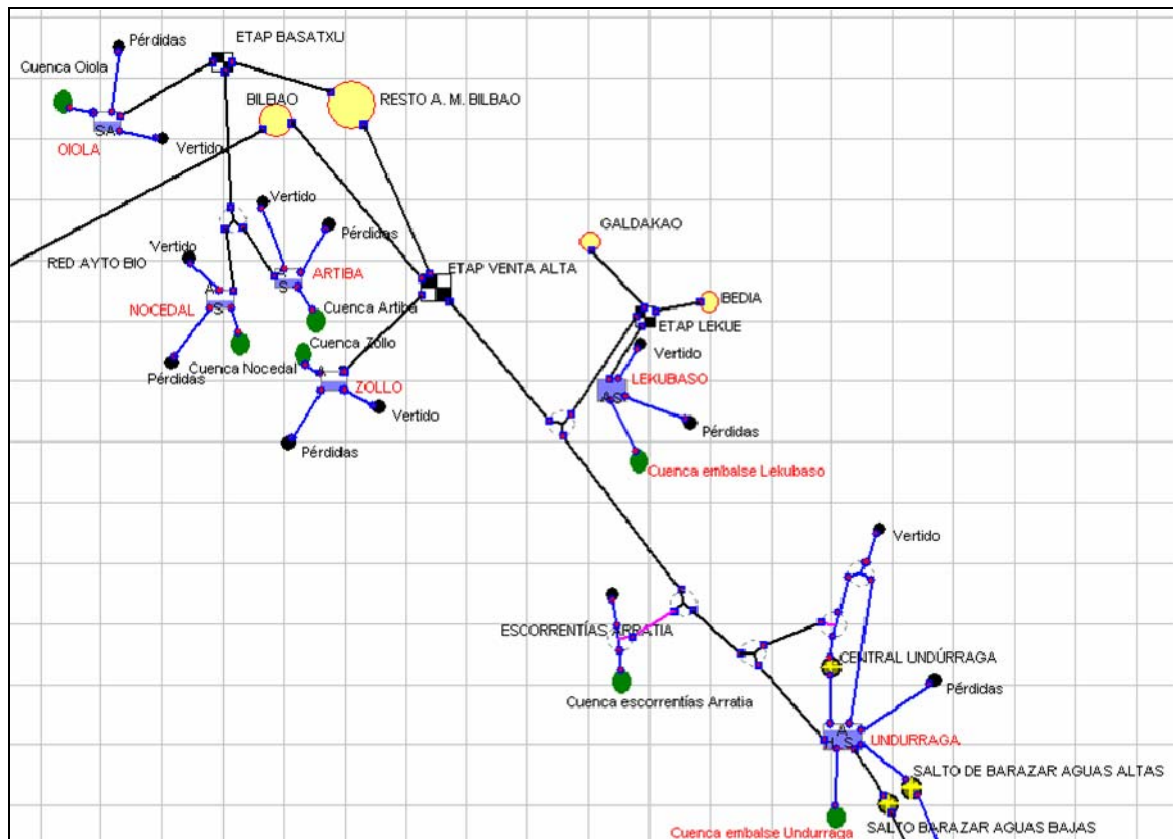 ETAP BASATXU
Pérdidas
Cuenca Oiola
BILBAO
RESTO A. M. BILBAO
SA
OIOLA
Vertido
Vertido
GALDAKAO
Pérdidas
Vertido
RED AYTO BIO
ETAP VENTA ALTA
ARTIBA
A
S
S
NOCEDAL
IBEDIA
Cuenca Artiba
ETAP LEKUE
Cuenca Zollo
Vertido
Cuenca Nocedal
Pérdidas
A
ZOLLO
LEKUBASO
AS
Vertido
Pérdidas
Pérdidas
Cuenca embalse Lekubaso
Vertido
ESCORRENTÍAS ARRATIA
CENTRAL UNDÚRRAGA
Cuenca escorrentías Arratia
Pérdidas
A
H S
UNDURRAGA
SALTO DE BARAZAR AGUAS ALTAS
SALTO BARAZAR AGUAS BAJAS
Cuenca embalse Undurraga